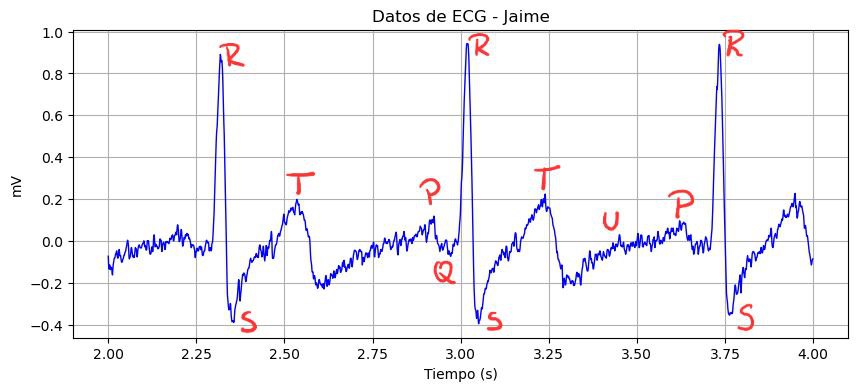 Datos de ECG - Jaime
1.0
0.8
0.6
0.4
0.2
0.0
−0.2
−0.4
mV
R
R
R
T
P
T
U
P
Q
S
S
S
2.00 2.25 2.50 2.75 3.00 3.25 3.50 3.75 4.00
Tiempo (s)